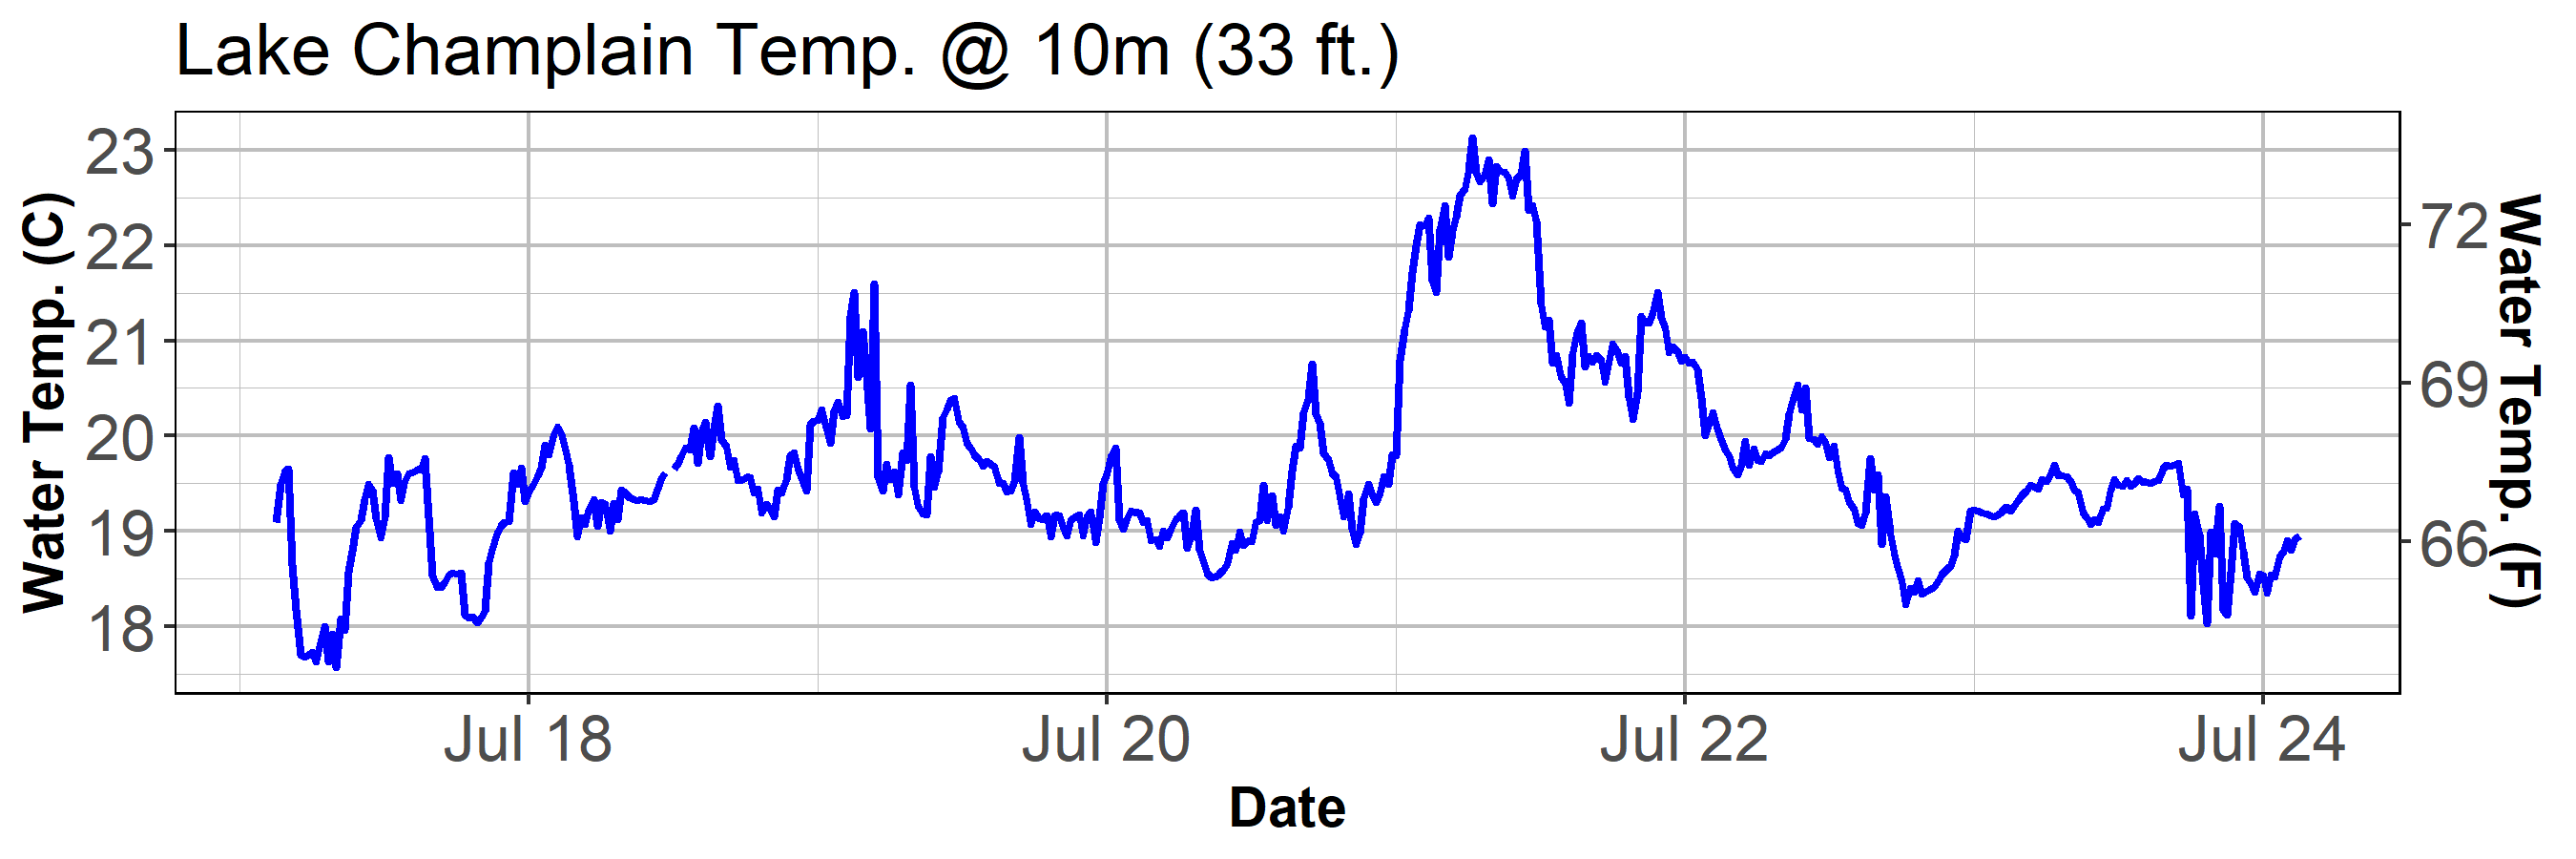 Lake Champlain Temp. @ 10m (33 ft.)
Water Temp. (C)
23
22
21
20
19
18
72
69
66
Water Temp. (F)
Jul 18 Jul 20 Jul 22 Jul 24
Date